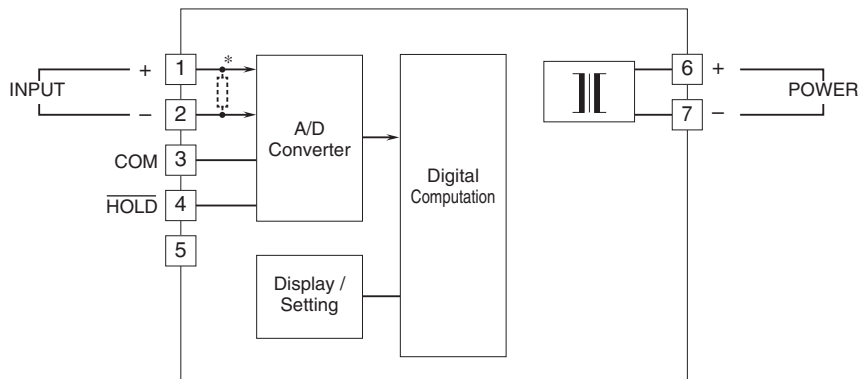 INPUT
+
−
1
*
2
COM
3
HOLD
4
5
A/D
Converter
Digital
Computation
Display /
Setting
6
+
7
−
POWER